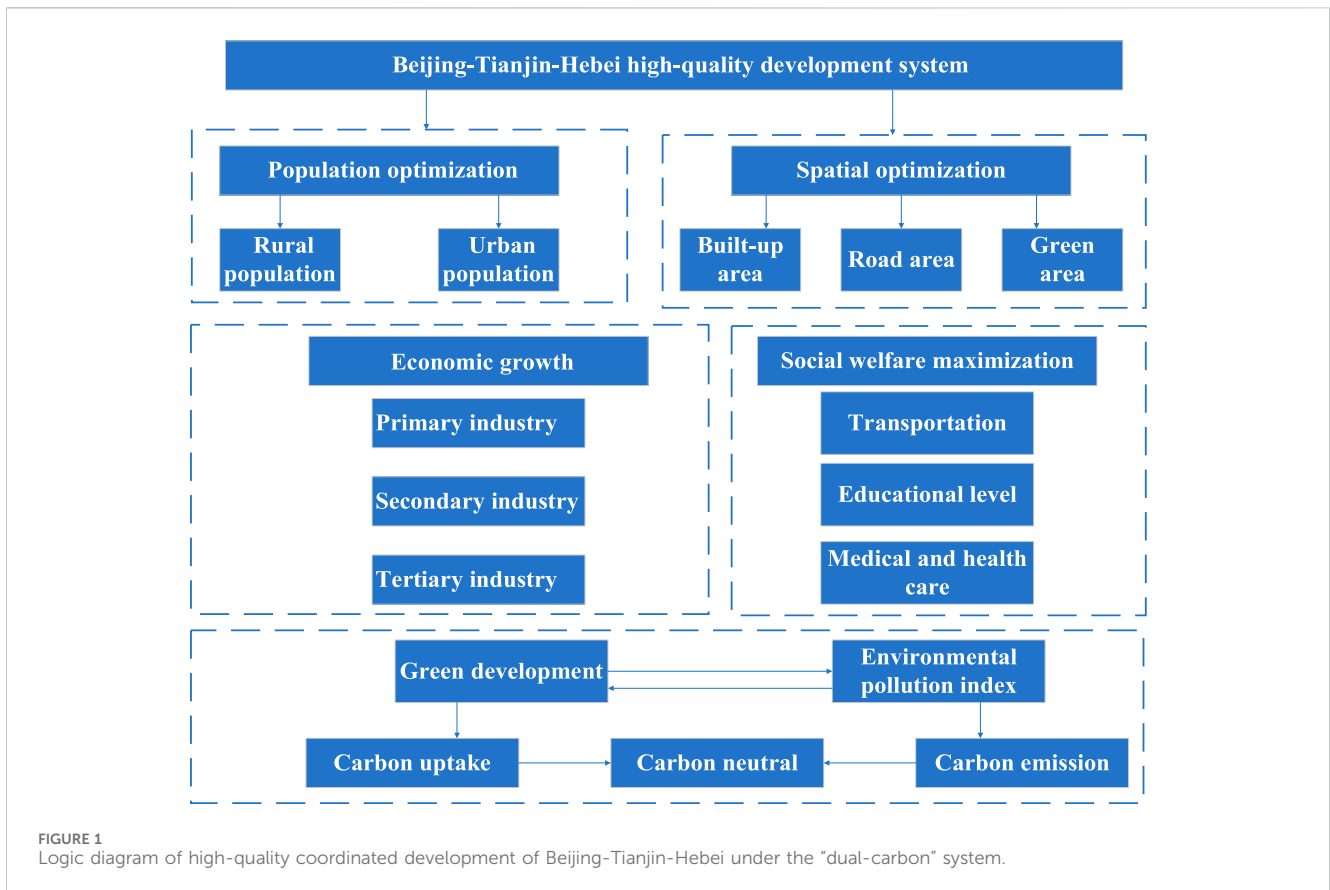 Beijing-Tianjin-Hebei high-quality development system
Population optimization
Rural
population
Urban
population
Spatial optimization
Built-up
area
Road area
Green
area
Economic growth
Primary industry
Secondary industry
Tertiary industry
Social welfare maximization
Transportation
Educational level
Medical and health
care
Green development
Environmental
pollution index
Carbon uptake
Carbon neutral
Carbon emission
FIGURE 1
Logic diagram of high-quality coordinated development of Beijing-Tianjin-Hebei under the “dual-carbon” system.